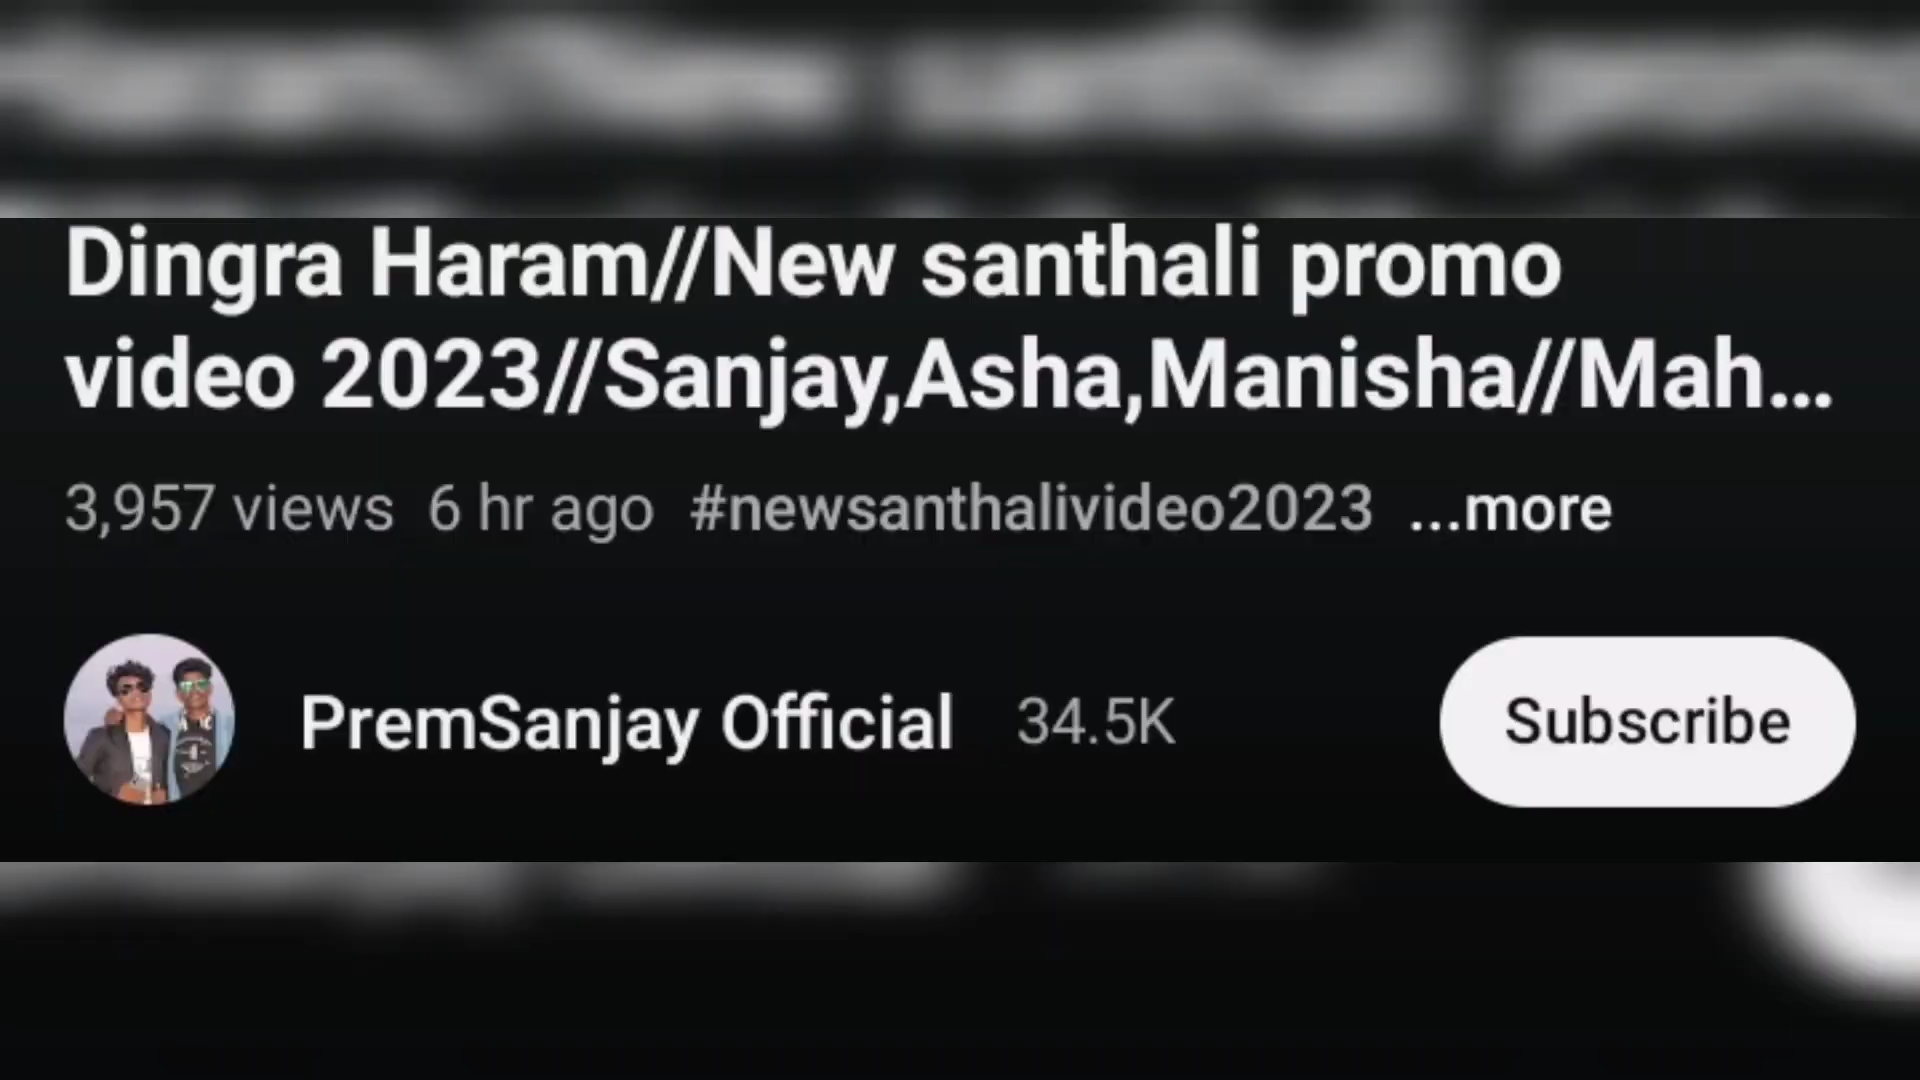 Dingra Haram//New santhali promo
video 2023//Sanjay,Asha,Manisha//Mah...
3,957 views 6 hr ago #newsanthalivideo2023 ...more
PremSanjay Official 34.5K Subscribe